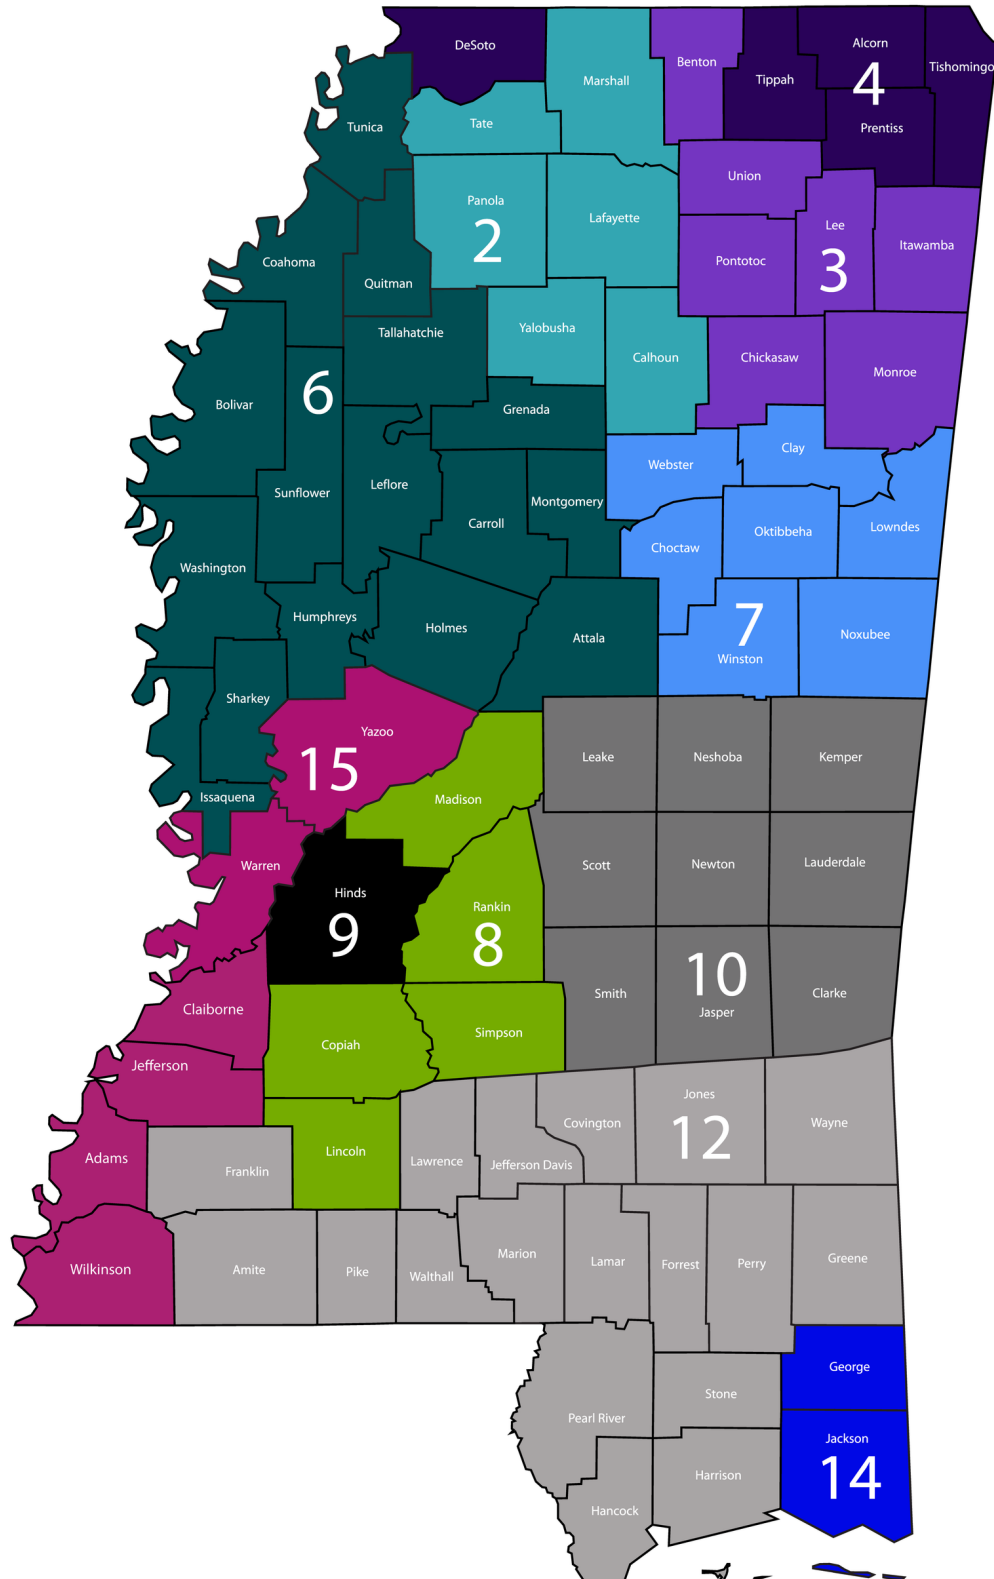 DeSoto
Marshall
Benton
Tippah
Alcorn
4
Tishomingo
Prentiss
Tunica
Tate
Union
Panola
2
Lafayette
Pontotoc
Lee
3
Itawamba
Coahoma
Quitman
Tallahatchie
Yalobusha
Calhoun
Chickasaw
Monroe
Bolivar
6
Grenada
Sunflower
Leflore
Carroll
Montgomery
Webster
Clay
Choctaw
Oktibbeha
Lowndes
Washington
Humphreys
Holmes
Attala
7
Winston
Noxubee
Sharkey
Yazoo
15
Issaquena
Madison
Leake
Neshoba
Kemper
Warren
Hinds
9
Rankin
8
Scott
Newton
Lauderdale
Claiborne
Copiah
Simpson
Smith
10
Jasper
Clarke
Jefferson
Adams
Franklin
Lincoln
Lawrence
Jefferson Davis
Covington
Jones
12
Wayne
Wilkinson
Amite
Pike
Walthall
Marion
Lamar
Forrest
Perry
Greene
Pearl River
Stone
George
Hancock
Harrison
Jackson
14